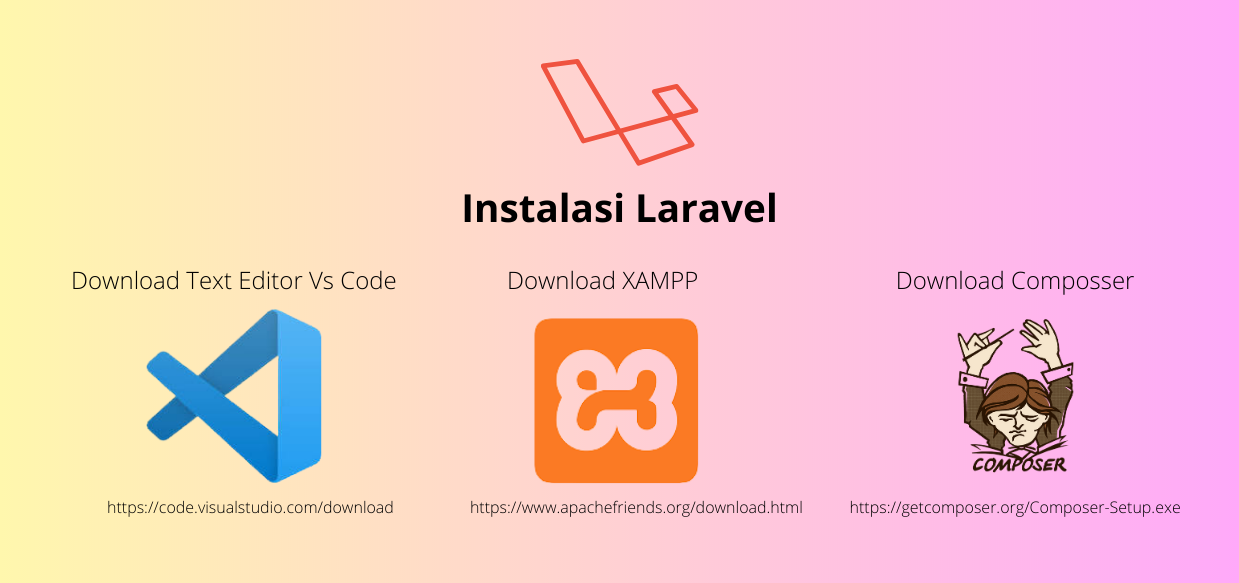 Instalasi Laravel
Download Text Editor Vs Code
Download XAMPP
Download Composser
COMPOSER
https://code.visualstudio.com/download
https://www.apachefriends.org/download.html
https://getcomposer.org/Composer-Setup.exe